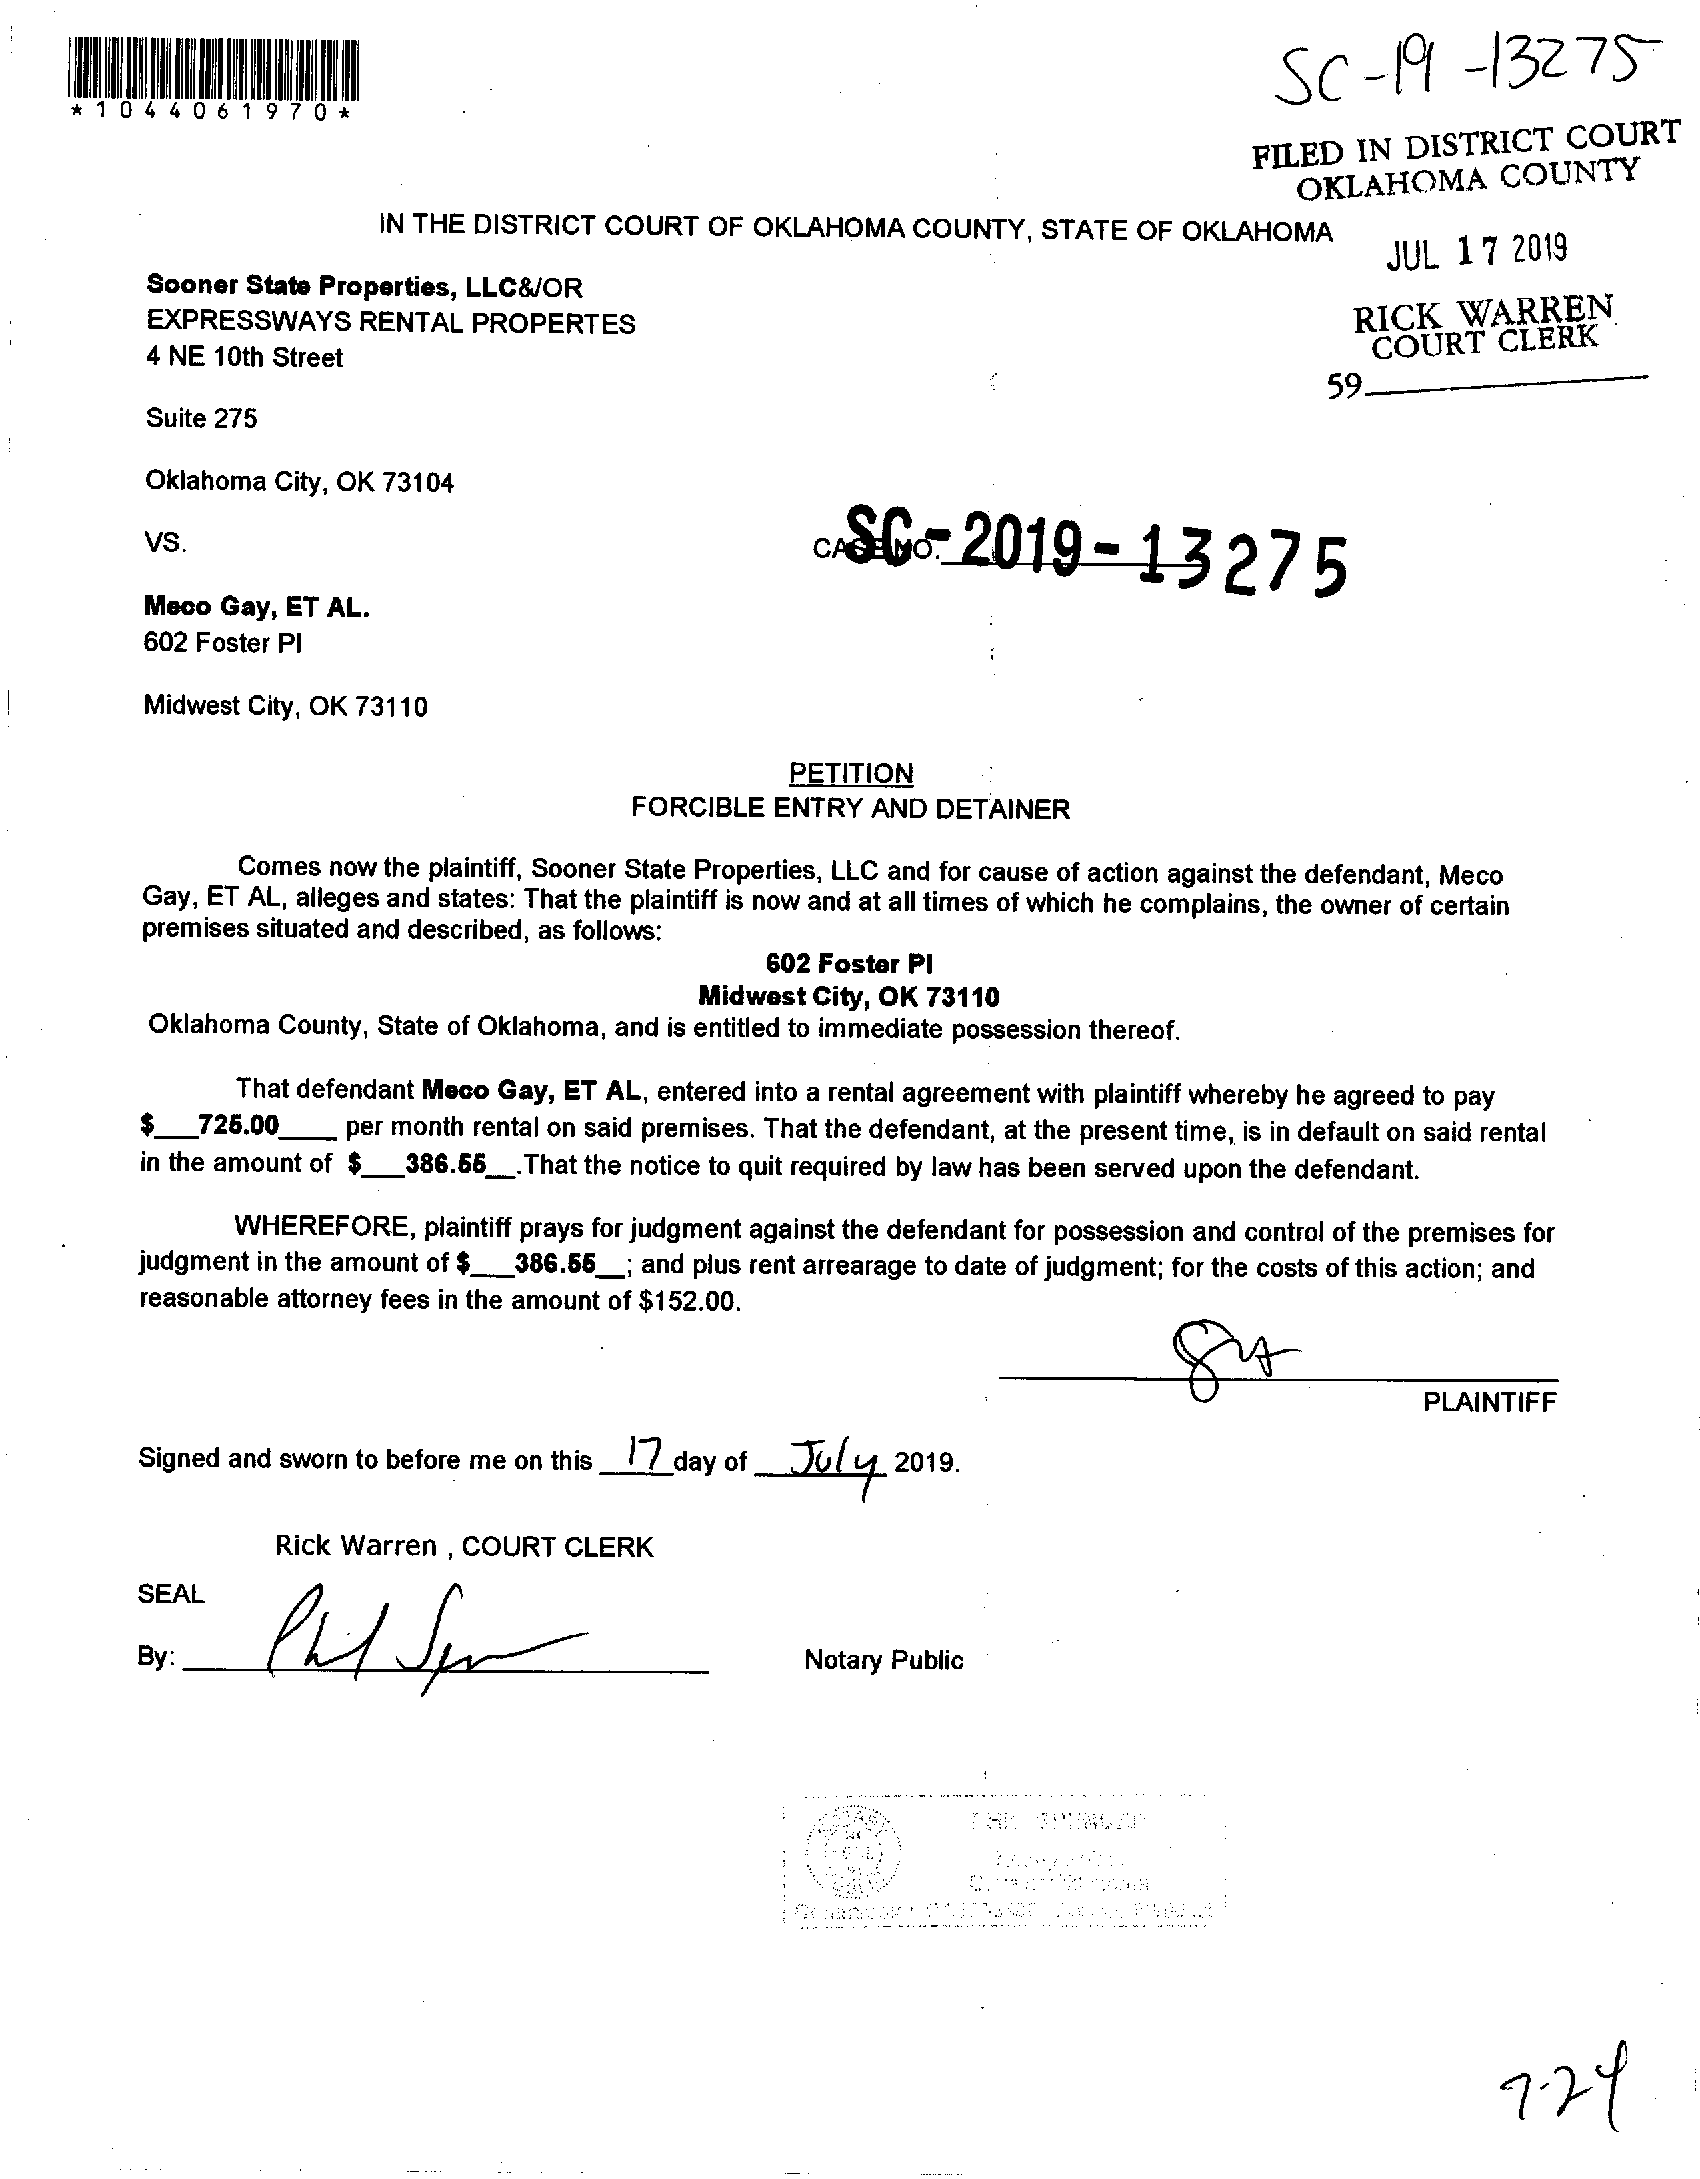 *1044061970*
SC-19-13275
FILED IN DISTRICT COURT
OKLAHOMA COUNTY
IN THE DISTRICT COURT OF OKLAHOMA COUNTY, STATE OF OKLAHOMA
JUL 17 2019
Sooner State Properties, LLC&/OR
EXPRESSWAYS RENTAL PROPERTES
RICK WARREN
COURT CLERK
4 NE 10th Street
59
Suite 275
Oklahoma City, OK 73104
VS.
CASE NO. SC-2019-13275
Meco Gay, ET AL.
602 Foster Pl
Midwest City, OK 73110
PETITION
FORCIBLE ENTRY AND DETAINER
Comes now the plaintiff, Sooner State Properties, LLC and for cause of action against the defendant, Meco
Gay, ET AL, alleges and states: That the plaintiff is now and at all times of which he complains, the owner of certain
premises situated and described, as follows:
602 Foster Pl
Midwest City, OK 73110
Oklahoma County, State of Oklahoma, and is entitled to immediate possession thereof.
That defendant Meco Gay, ET AL, entered into a rental agreement with plaintiff whereby he agreed to pay
$___725.00____ per month rental on said premises. That the defendant, at the present time, is in default on said rental
in the amount of $___386.55__.That the notice to quit required by law has been served upon the defendant.
WHEREFORE, plaintiff prays for judgment against the defendant for possession and control of the premises for
judgment in the amount of $___386.55__; and plus rent arrearage to date of judgment; for the costs of this action; and
reasonable attorney fees in the amount of $152.00.
PLAINTIFF
Signed and sworn to before me on this 17 day of July 2019.
Rick Warren , COURT CLERK
SEAL
By:
Notary Public
7-24